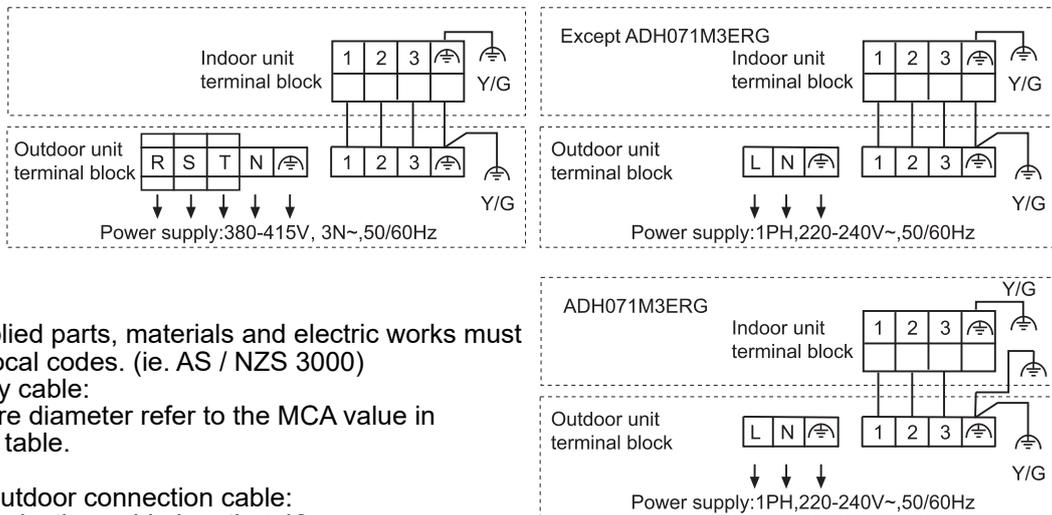 Indoor unit
terminal block
1 2 3
Y/G
Outdoor unit
terminal block
R S T N
1 2 3
Y/G
Power supply:380-415V, 3N~,50/60Hz
Except ADH071M3ERG
Indoor unit
terminal block
1 2 3
Y/G
Outdoor unit
terminal block
L N
1 2 3
Y/G
Power supply:1PH,220-240V~,50/60Hz
plied parts, materials and electric works must
ocal codes. (ie. AS / NZS 3000)
y cable:
re diameter refer to the MCA value in
table.
utdoor connection cable:
ADH071M3ERG
Y/G
Indoor unit
terminal block
1 2 3
Outdoor unit
terminal block
L N
1 2 3
Y/G
Power supply:1PH,220-240V~,50/60Hz